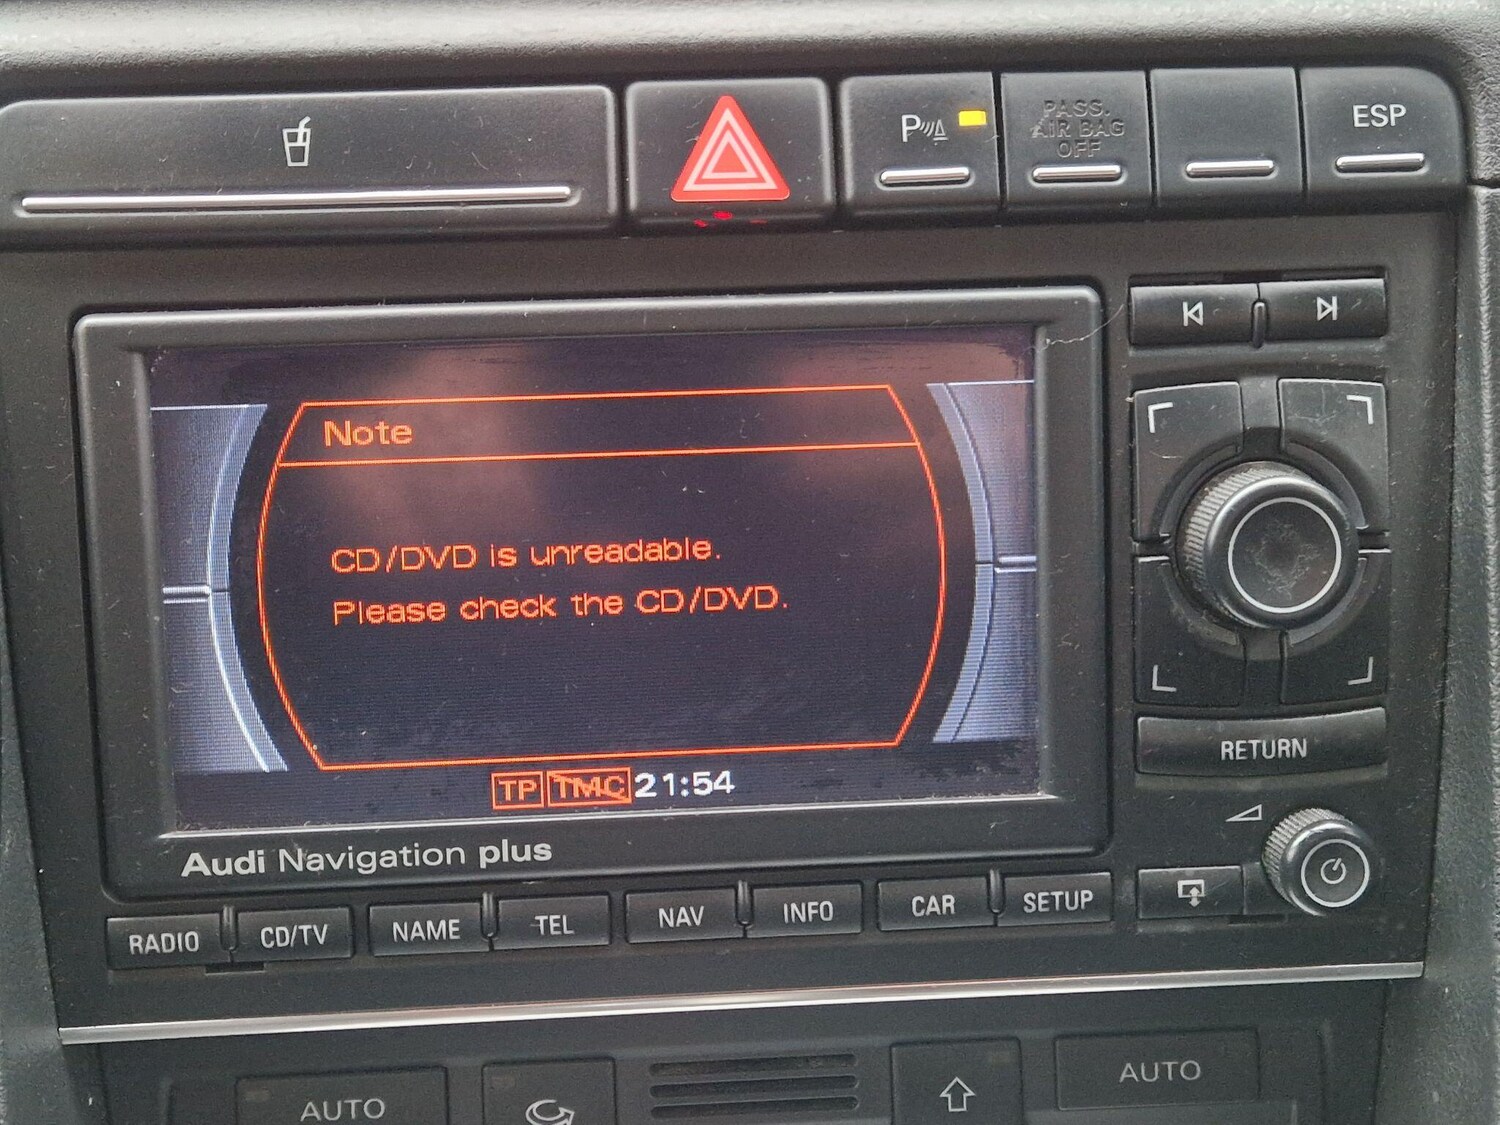 ESP
PASS.
AIR BAG
OFF
P
Note
CD/DVD is unreadable.
Please check the CD/DVD.
TP TMC 21:54
Audi Navigation plus
RETURN
RADIO CD/TV NAME TEL NAV INFO CAR SETUP
AUTO AUTO